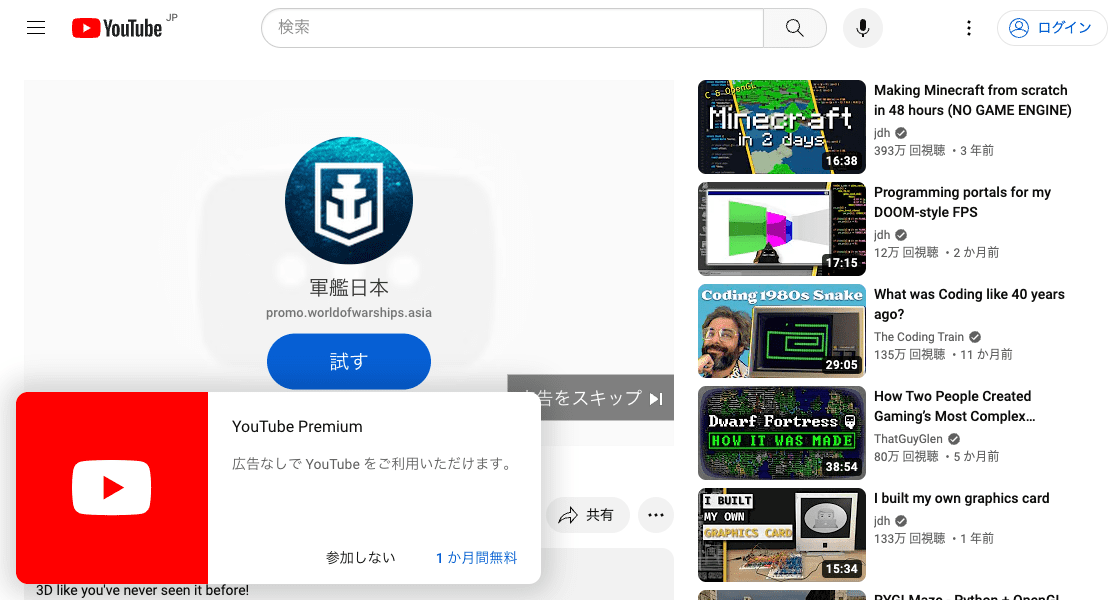 YouTube JP
検索
ログイン
軍艦日本
promo.worldofwarships.asia
試す
告をスキップ
YouTube Premium
広告なしで YouTube をご利用いただけます。
参加しない
1 か月間無料
共有
3D like you've never seen it before!
C & OpenGL
Minecraft
in 2 days
16:38
Making Minecraft from scratch
in 48 hours (NO GAME ENGINE)
jdh
393万 回視聴 ・3 年前
17:15
Programming portals for my
DOOM-style FPS
jdh
12万 回視聴 ・2 か月前
Coding 1980s Snake
29:05
What was Coding like 40 years
ago?
The Coding Train
135万 回視聴 ・11 か月前
Dwarf Fortress
HOW IT WAS MADE
38:54
How Two People Created
Gaming's Most Complex…
ThatGuyGlen
80万 回視聴 ・5 か月前
I BUILT
MY OWN
GRAPHICS CARD
15:34
I built my own graphics card
jdh
133万 回視聴 ・1 年前